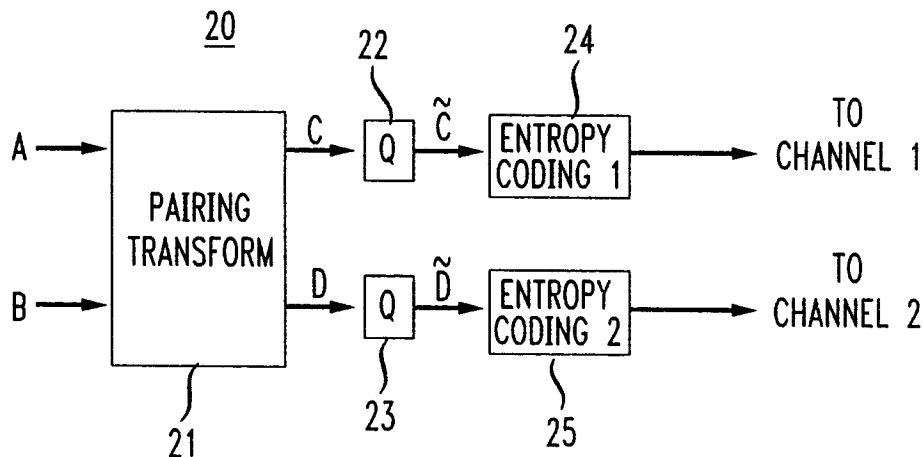 20
22
24
A
C
Q
C̃
ENTROPY
CODING 1
TO
CHANNEL 1
PAIRING
TRANSFORM
B
D
Q
D̃
ENTROPY
CODING 2
TO
CHANNEL 2
21
23
25